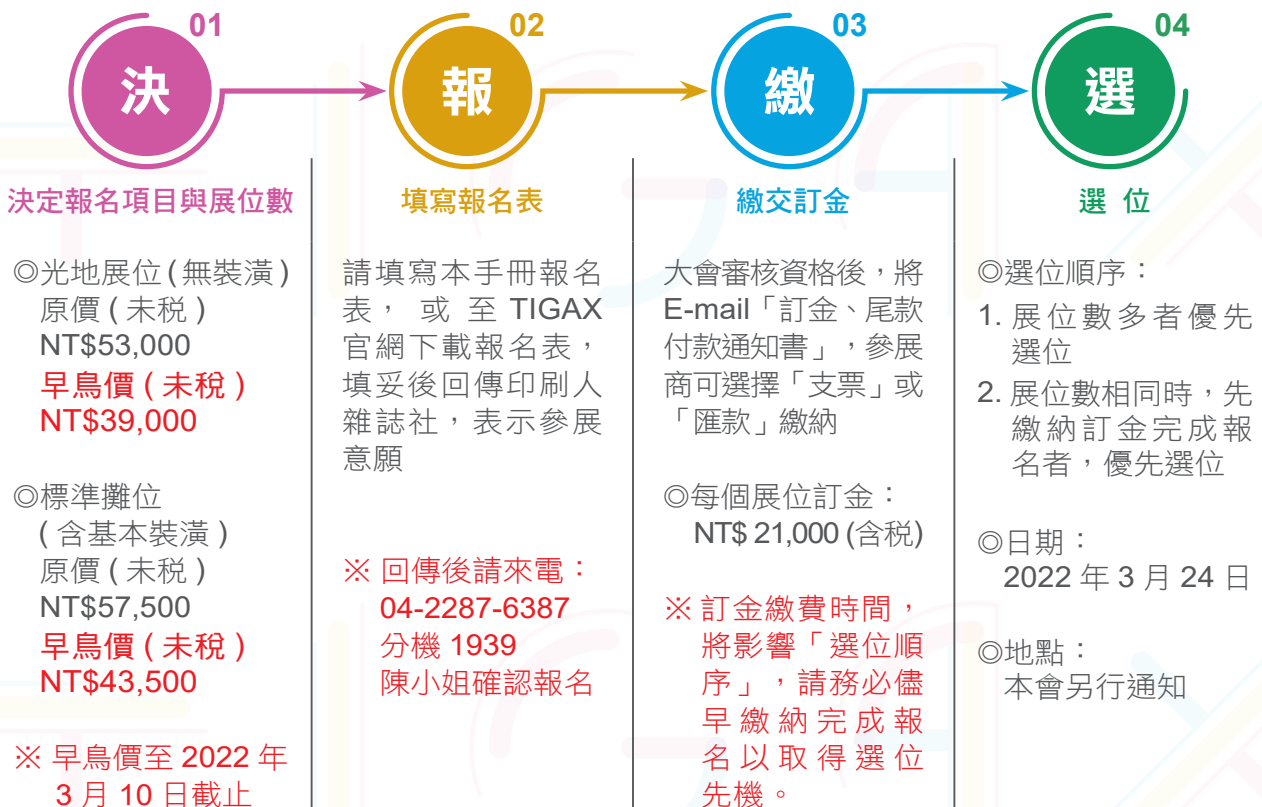 01
決
決定報名項目與展位數
◎光地展位(無裝潢)
原價(未稅)
NT$53,000
早鳥價(未稅)
NT$39,000
◎標準攤位
(含基本裝潢)
原價(未稅)
NT$57,500
早鳥價(未稅)
NT$43,500
※ 早鳥價至 2022 年
3 月 10 日截止
02
報
填寫報名表
請填寫本手冊報名
表，或至 TIGAX
官網下載報名表，
填妥後回傳印刷人
雜誌社，表示參展
意願
※ 回傳後請來電：
04-2287-6387
分機 1939
陳小姐確認報名
03
繳
繳交訂金
大會審核資格後，將
E-mail「訂金、尾款
付款通知書」，參展
商可選擇「支票」或
「匯款」繳納
◎每個展位訂金：
NT$ 21,000 (含稅)
※ 訂金繳費時間，
將影響「選位順
序」，請務必儘
早繳納完成報
名以取得選位
先機。
04
選
選 位
◎選位順序：
1. 展位數多者優先
選位
2. 展位數相同時，先
繳納訂金完成報
名者，優先選位
◎日期：
2022 年 3 月 24 日
◎地點：
本會另行通知